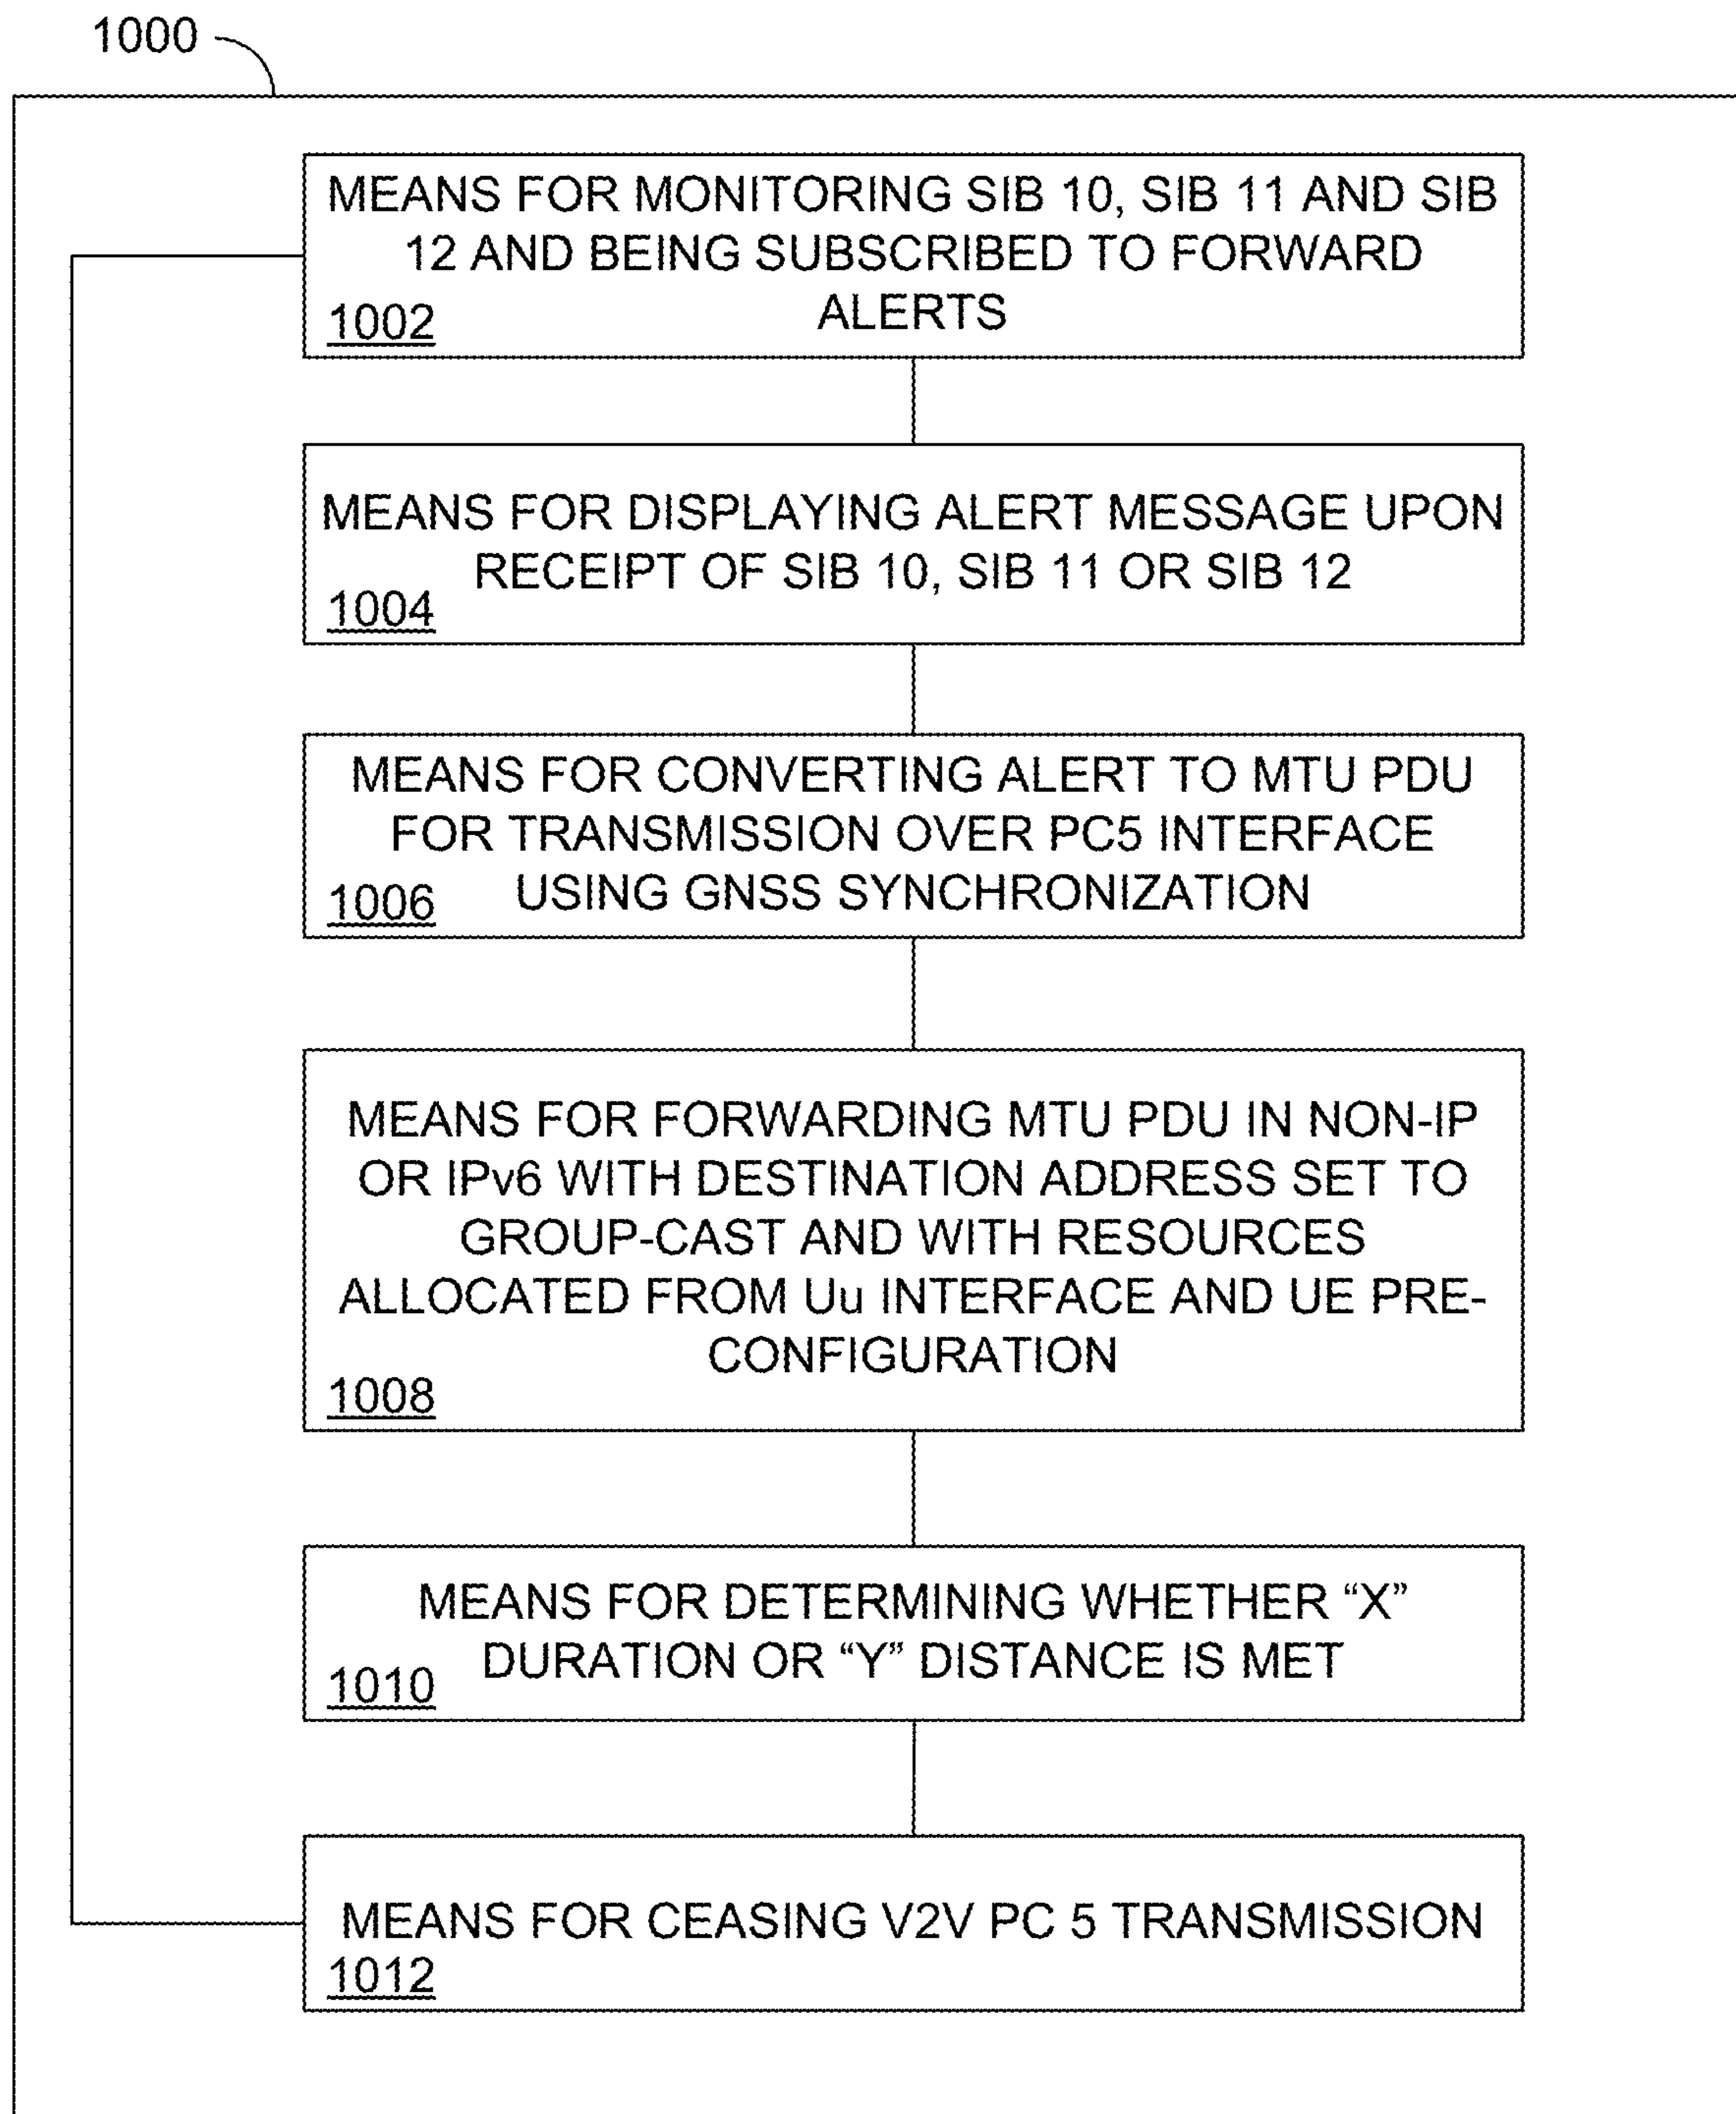 1000
MEANS FOR MONITORING SIB 10, SIB 11 AND SIB
12 AND BEING SUBSCRIBED TO FORWARD
ALERTS
1002
MEANS FOR DISPLAYING ALERT MESSAGE UPON
RECEIPT OF SIB 10, SIB 11 OR SIB 12
1004
MEANS FOR CONVERTING ALERT TO MTU PDU
FOR TRANSMISSION OVER PC5 INTERFACE
USING GNSS SYNCHRONIZATION
1006
MEANS FOR FORWARDING MTU PDU IN NON-IP
OR IPv6 WITH DESTINATION ADDRESS SET TO
GROUP-CAST AND WITH RESOURCES
ALLOCATED FROM Uu INTERFACE AND UE PRE-
CONFIGURATION
1008
MEANS FOR DETERMINING WHETHER “X”
DURATION OR “Y” DISTANCE IS MET
1010
MEANS FOR CEASING V2V PC 5 TRANSMISSION
1012